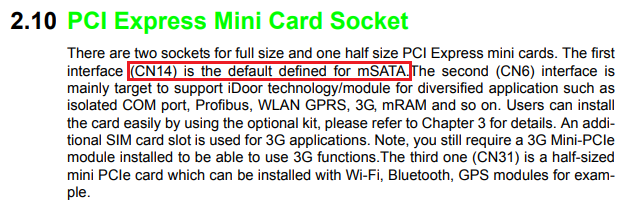 2.10 PCI Express Mini Card Socket
There are two sockets for full size and one half size PCI Express mini cards. The first
interface (CN14) is the default defined for mSATA.The second (CN6) interface is
mainly target to support iDoor technology/module for diversified application such as
isolated COM port, Profibus, WLAN GPRS, 3G, mRAM and so on. Users can install
the card easily by using the optional kit, please refer to Chapter 3 for details. An addi-
tional SIM card slot is used for 3G applications. Note, you still require a 3G Mini-PCIe
module installed to be able to use 3G functions.The third one (CN31) is a half-sized
mini PCIe card which can be installed with Wi-Fi, Bluetooth, GPS modules for exam-
ple.